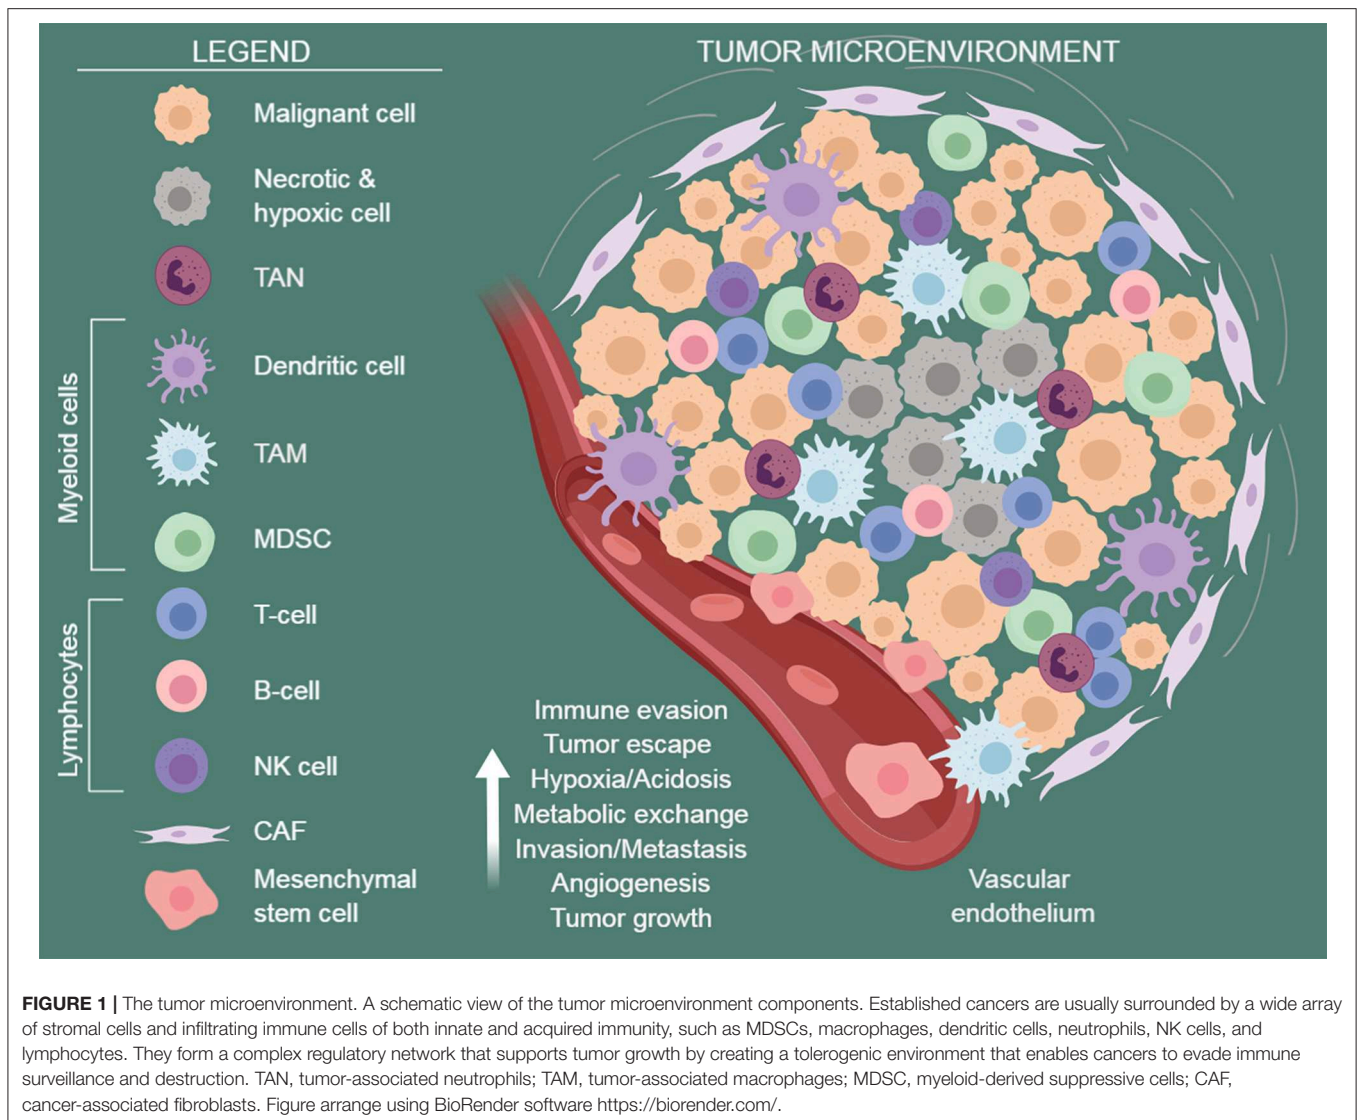 LEGEND
Malignant cell
Necrotic &
hypoxic cell
TAN
Myeloid cells
Dendritic cell
TAM
MDSC
Lymphocytes
T-cell
B-cell
NK cell
CAF
Mesenchymal
stem cell
TUMOR MICROENVIRONMENT
Immune evasion
Tumor escape
Hypoxia/Acidosis
Metabolic exchange
Invasion/Metastasis
Angiogenesis
Tumor growth
Vascular
endothelium
FIGURE 1 | The tumor microenvironment. A schematic view of the tumor microenvironment components. Established cancers are usually surrounded by a wide array
of stromal cells and infiltrating immune cells of both innate and acquired immunity, such as MDSCs, macrophages, dendritic cells, neutrophils, NK cells, and
lymphocytes. They form a complex regulatory network that supports tumor growth by creating a tolerogenic environment that enables cancers to evade immune
surveillance and destruction. TAN, tumor-associated neutrophils; TAM, tumor-associated macrophages; MDSC, myeloid-derived suppressive cells; CAF,
cancer-associated fibroblasts. Figure arrange using BioRender software https://biorender.com/.